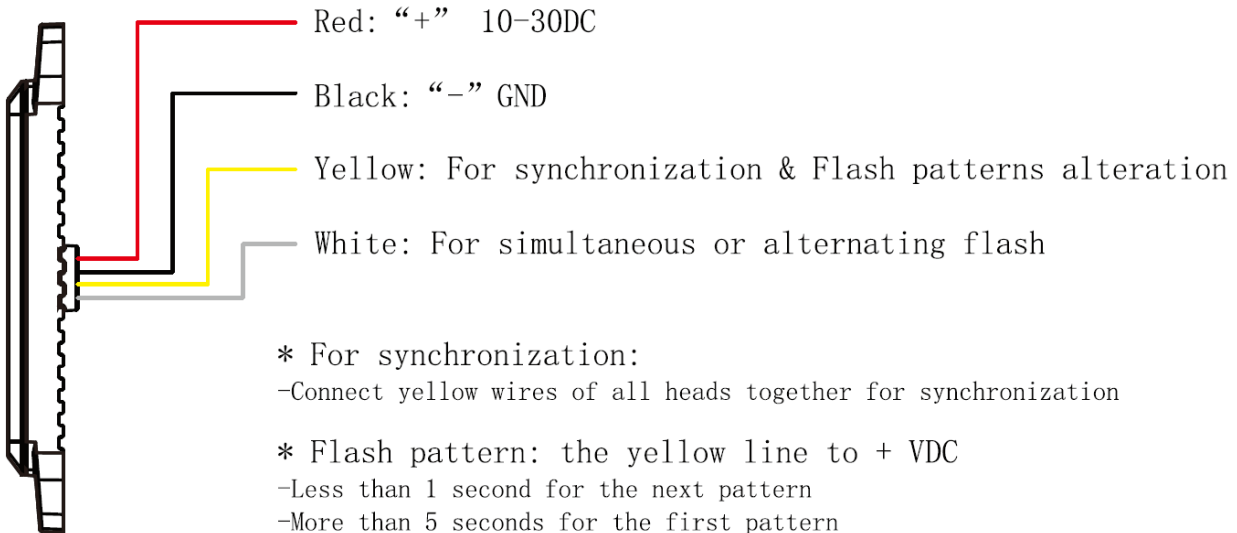 Red: “+” 10-30DC
Black: “-” GND
Yellow: For synchronization & Flash patterns alteration
White: For simultaneous or alternating flash
* For synchronization:
-Connect yellow wires of all heads together for synchronization
* Flash pattern: the yellow line to + VDC
-Less than 1 second for the next pattern
-More than 5 seconds for the first pattern